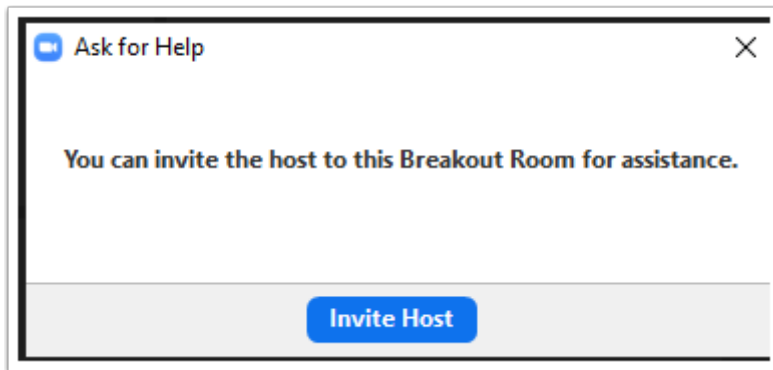 Ask for Help
You can invite the host to this Breakout Room for assistance.
Invite Host